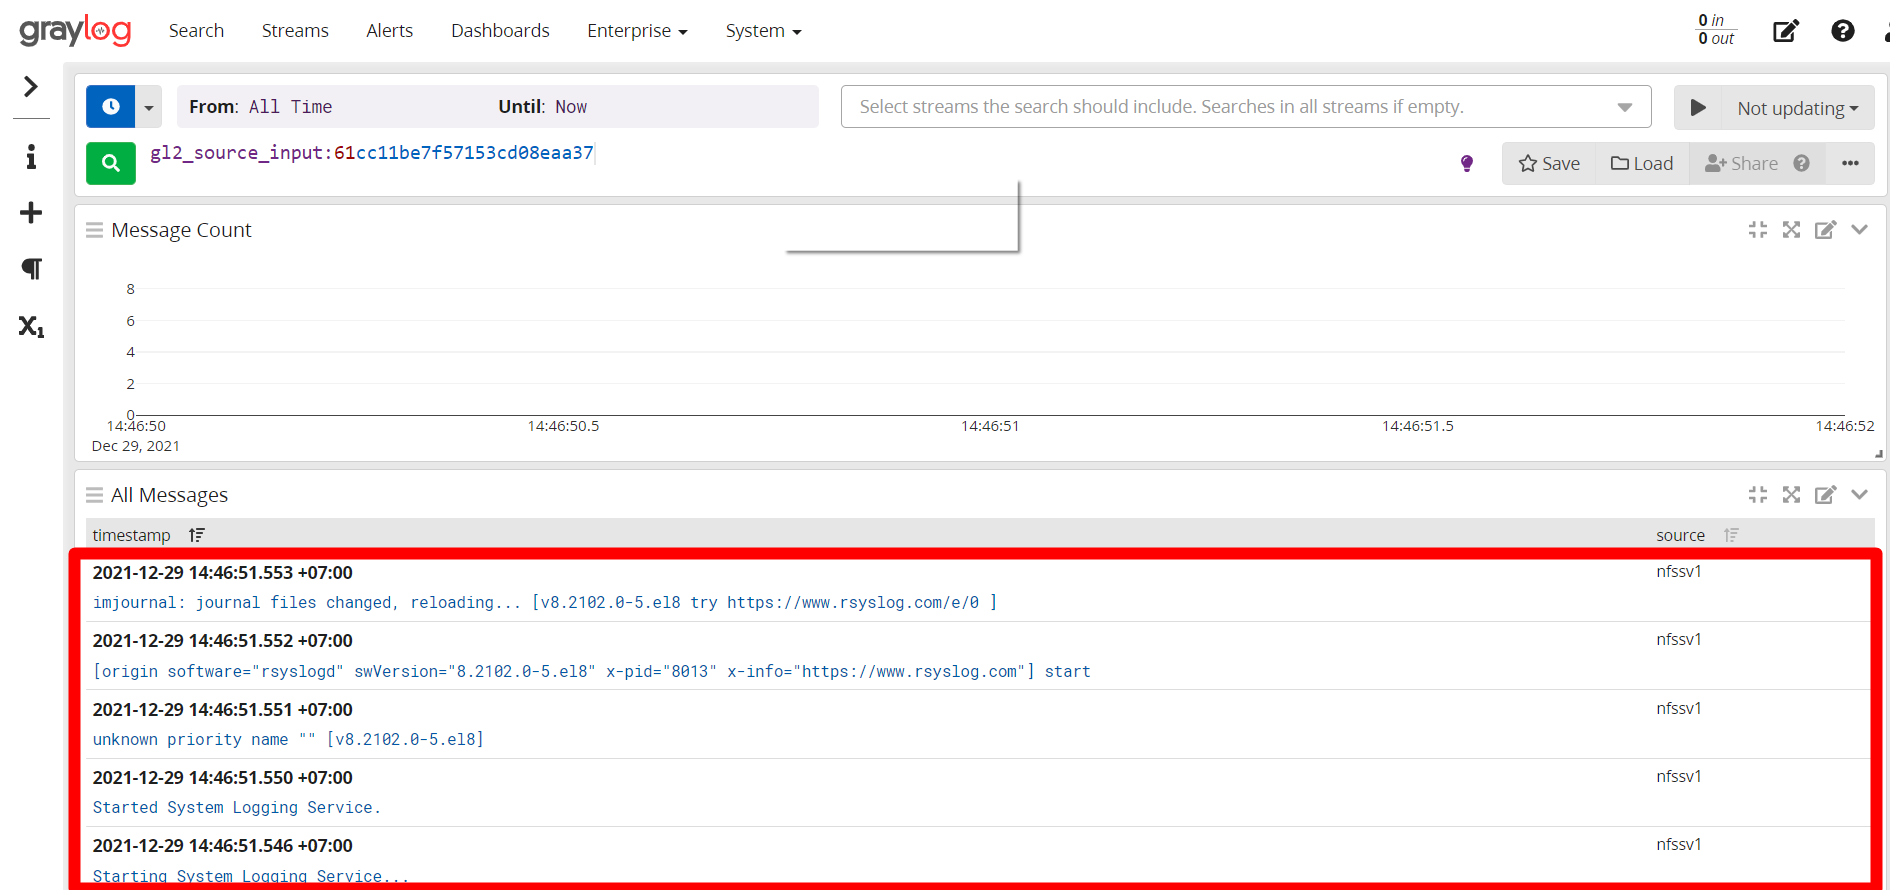 graylog Search Streams Alerts Dashboards Enterprise System 0 in
0 out
From: All Time Until: Now Select streams the search should include. Searches in all streams if empty. Not updating
gl2_source_input:61cc11be7f57153cd08eaa37 Save Load Share
Message Count
8
6
4
2
0
14:46:50 14:46:50.5 14:46:51 14:46:51.5 14:46:52
Dec 29, 2021
All Messages
timestamp source
2021-12-29 14:46:51.553 +07:00 nfssv1
imjournal: journal files changed, reloading... [v8.2102.0-5.el8 try https://www.rsyslog.com/e/0 ]
2021-12-29 14:46:51.552 +07:00 nfssv1
[origin software="rsyslogd" swVersion="8.2102.0-5.el8" x-pid="8013" x-info="https://www.rsyslog.com"] start
2021-12-29 14:46:51.551 +07:00 nfssv1
unknown priority name "" [v8.2102.0-5.el8]
2021-12-29 14:46:51.550 +07:00 nfssv1
Started System Logging Service.
2021-12-29 14:46:51.546 +07:00 nfssv1
Starting System Logging Service...